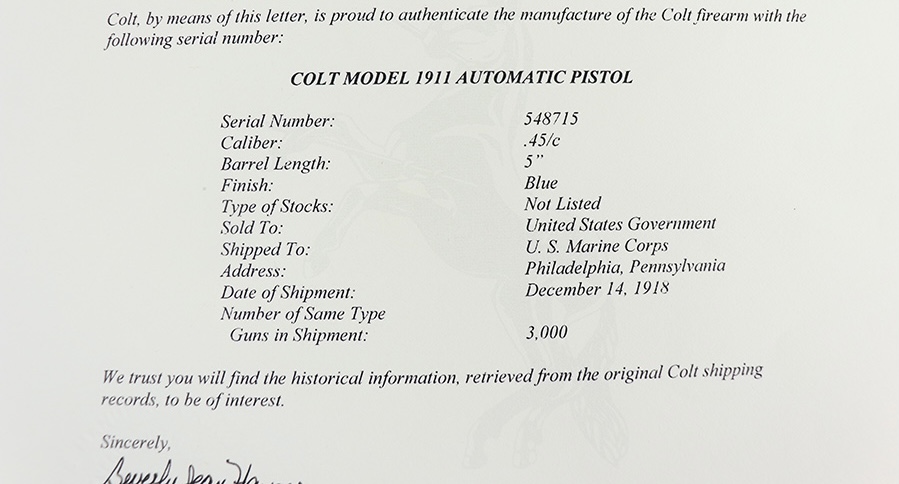 Colt, by means of this letter, is proud to authenticate the manufacture of the Colt firearm with the
following serial number:
COLT MODEL 1911 AUTOMATIC PISTOL
Serial Number: 548715
Caliber: .45/c
Barrel Length: 5”
Finish: Blue
Type of Stocks: Not Listed
Sold To: United States Government
Shipped To: U. S. Marine Corps
Address: Philadelphia, Pennsylvania
Date of Shipment: December 14, 1918
Number of Same Type
Guns in Shipment: 3,000
We trust you will find the historical information, retrieved from the original Colt shipping
records, to be of interest.
Sincerely,
Beverly Jean